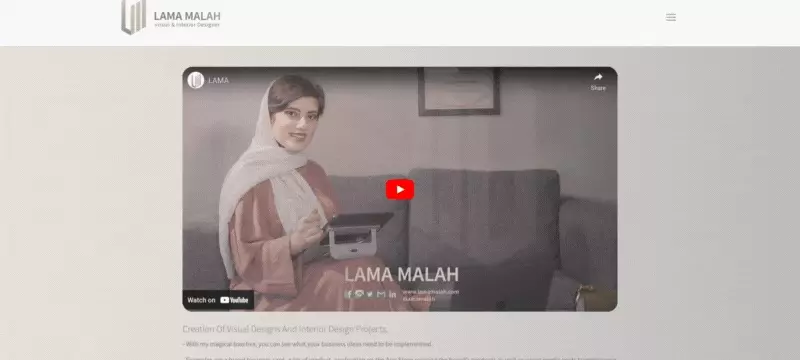 LAMA MALAH
Visual & Interior Designer
LAMA
Share
LAMA MALAH
www.lamamalah.com
Watch on YouTube
Creation Of Visual Designs And Interior Design Projects,
- With my magical touches, you can see what your business ideas need to be implemented.